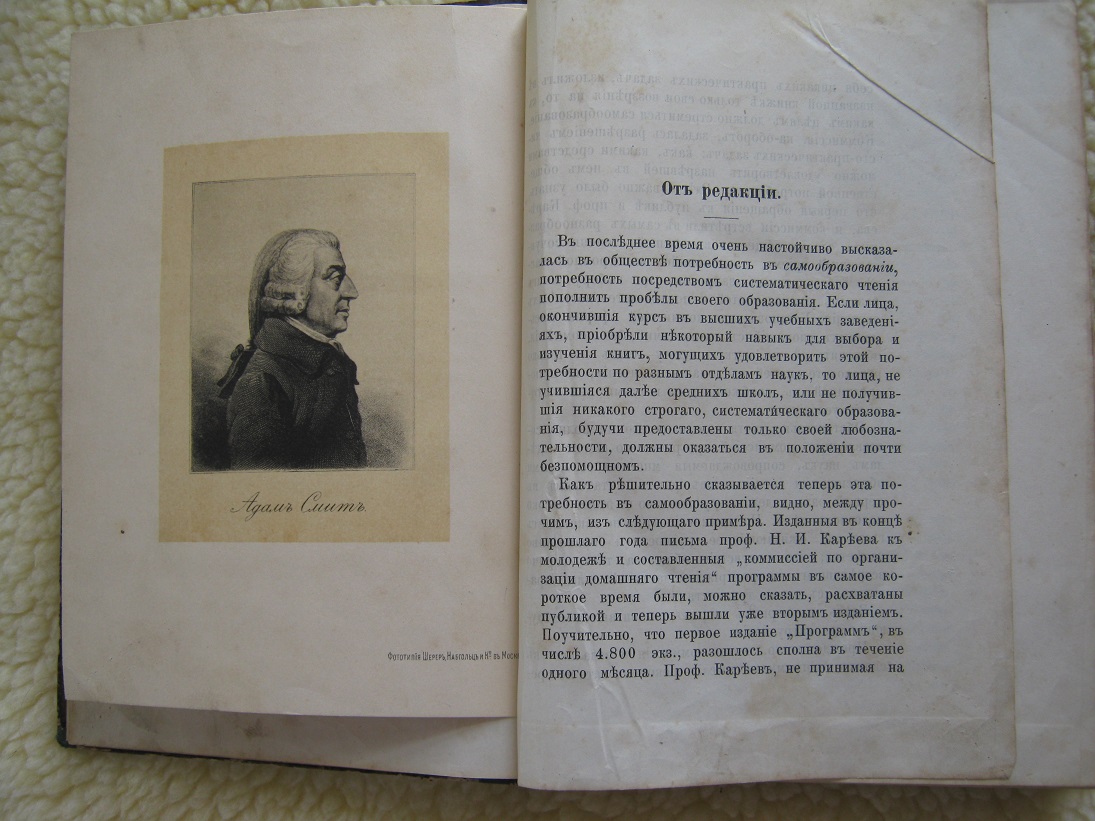 Адамъ Смитъ.
Фототипія Шереръ, Набгольцъ и Кº. въ Москв
Отъ редакціи.
Въ послѣднее время очень настойчиво высказа-
лась въ обществѣ потребность въ самообразованіи,
потребность посредствомъ систематическаго чтенія
пополнить пробѣлы своего образованія. Если лица,
окончившія курсъ въ высшихъ учебныхъ заведені-
яхъ, пріобрѣли нѣкоторый навыкъ для выбора и
изученія книгъ, могущихъ удовлетворить этой по-
требности по разнымъ отдѣламъ наукъ, то лица, не
учившіяся далѣе среднихъ школъ, или не получив-
шія никакого строгаго, систематическаго образова-
нія, будучи предоставлены только своей любозна-
тельности, должны оказаться въ положеніи почти
безпомощномъ.
Какъ рѣшительно сказывается теперь эта по-
требность въ самообразованіи, видно, между про-
чимъ, изъ слѣдующаго примѣра. Изданныя въ концѣ
прошлаго года письма проф. Н. И. Карѣева къ
молодежѣ и составленныя „коммиссіей по органи-
заціи домашняго чтенія“ программы въ самое ко-
роткое время были, можно сказать, расхватаны
публикой и теперь вышли уже вторымъ изданіемъ.
Поучительно, что первое изданіе „Программъ“, въ
числѣ 4.800 экз., разошлось сполна въ теченіе
одного мѣсяца. Проф. Карѣевъ, не принимая на